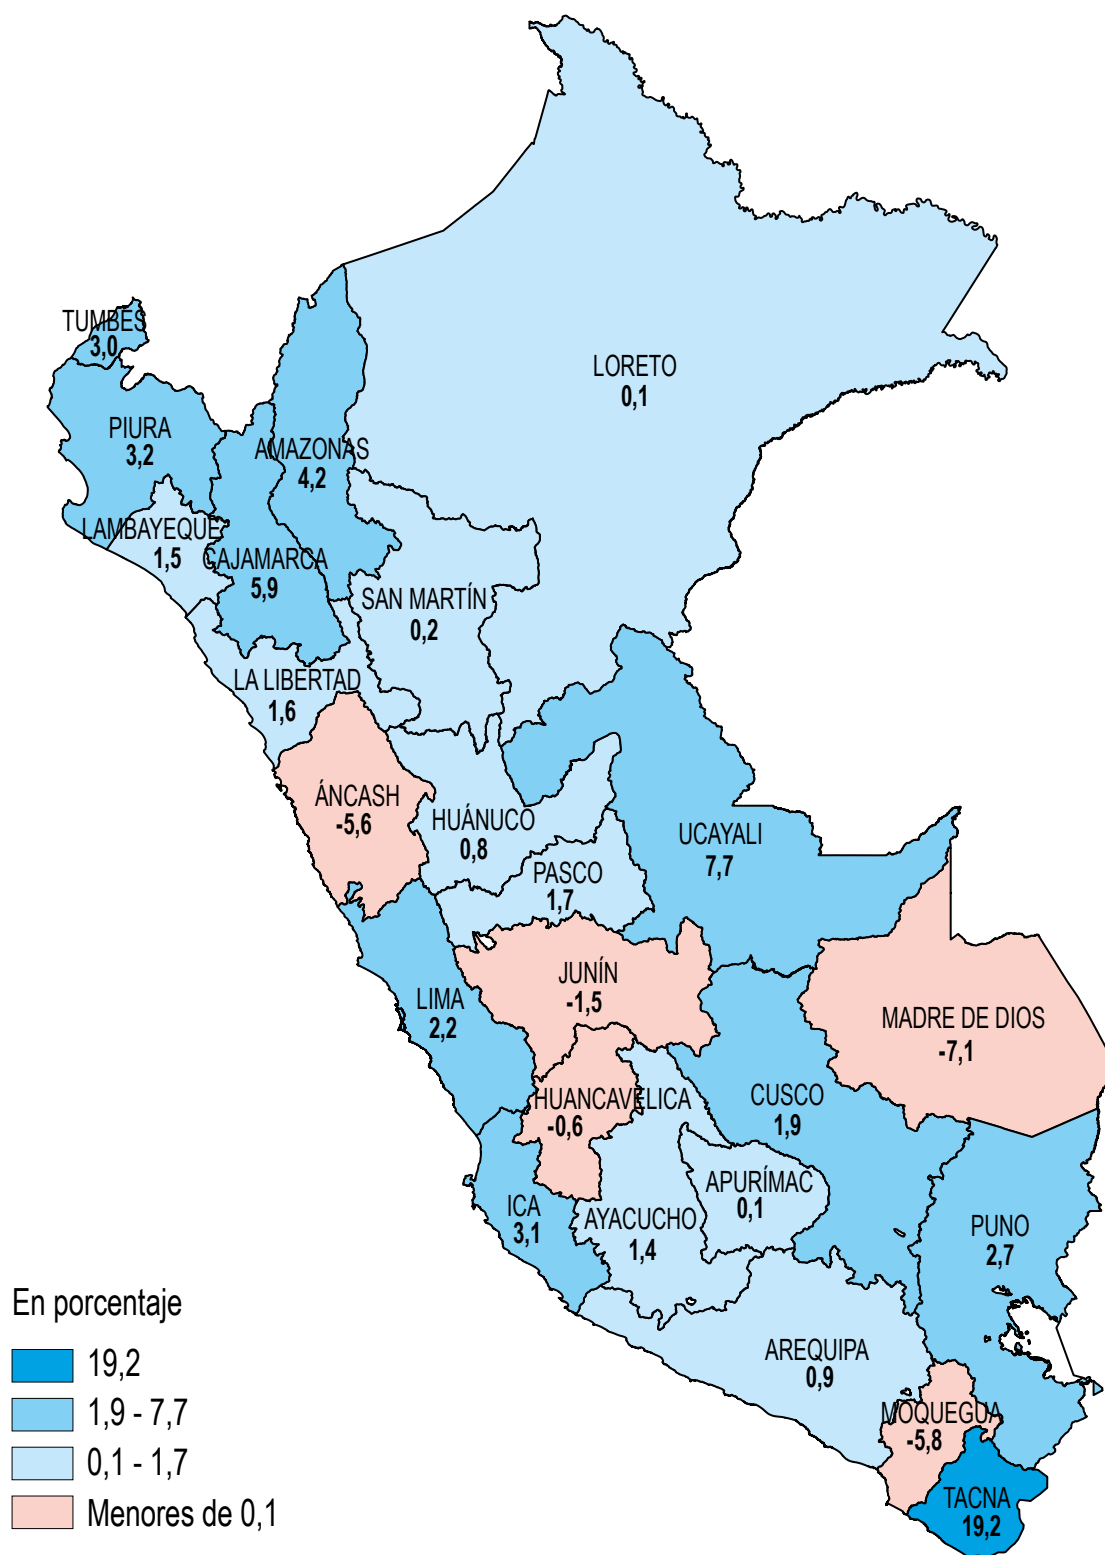 TUMBES
3,0
LORETO
0,1
PIURA
3,2
AMAZONAS
4,2
LAMBAYEQUE
1,5
CAJAMARCA
5,9
SAN MARTÍN
0,2
LA LIBERTAD
1,6
ÁNCASH
-5,6
HUÁNUCO
0,8
UCAYALI
7,7
PASCO
1,7
JUNÍN
-1,5
LIMA
2,2
MADRE DE DIOS
-7,1
HUANCAVELICA
-0,6
CUSCO
1,9
APURÍMAC
0,1
ICA
3,1
AYACUCHO
1,4
PUNO
2,7
AREQUIPA
0,9
MOQUEGUA
-5,8
TACNA
19,2
En porcentaje
19,2
1,9 - 7,7
0,1 - 1,7
Menores de 0,1